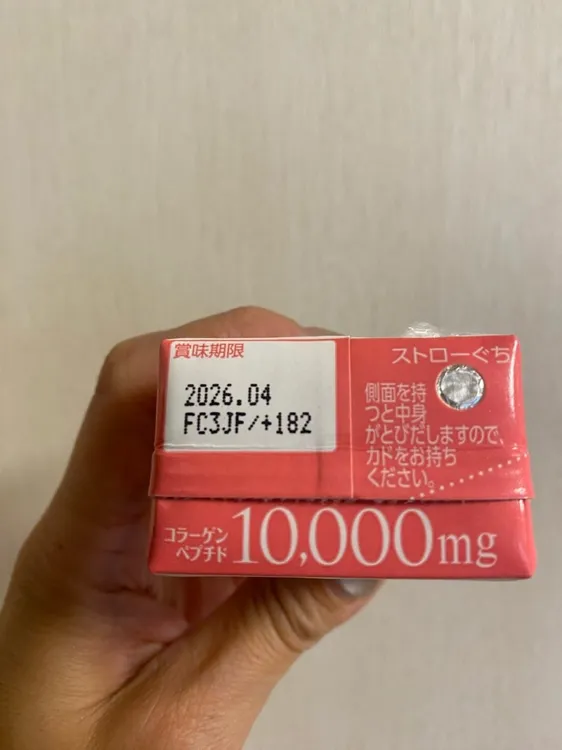 賞味期限
2026.04
FC3JF/+182
ストローぐち
側面を持
つと中身
がとびだしますので、
カドをお持ち
ください。
コラーゲン
ペプチド
10,000mg